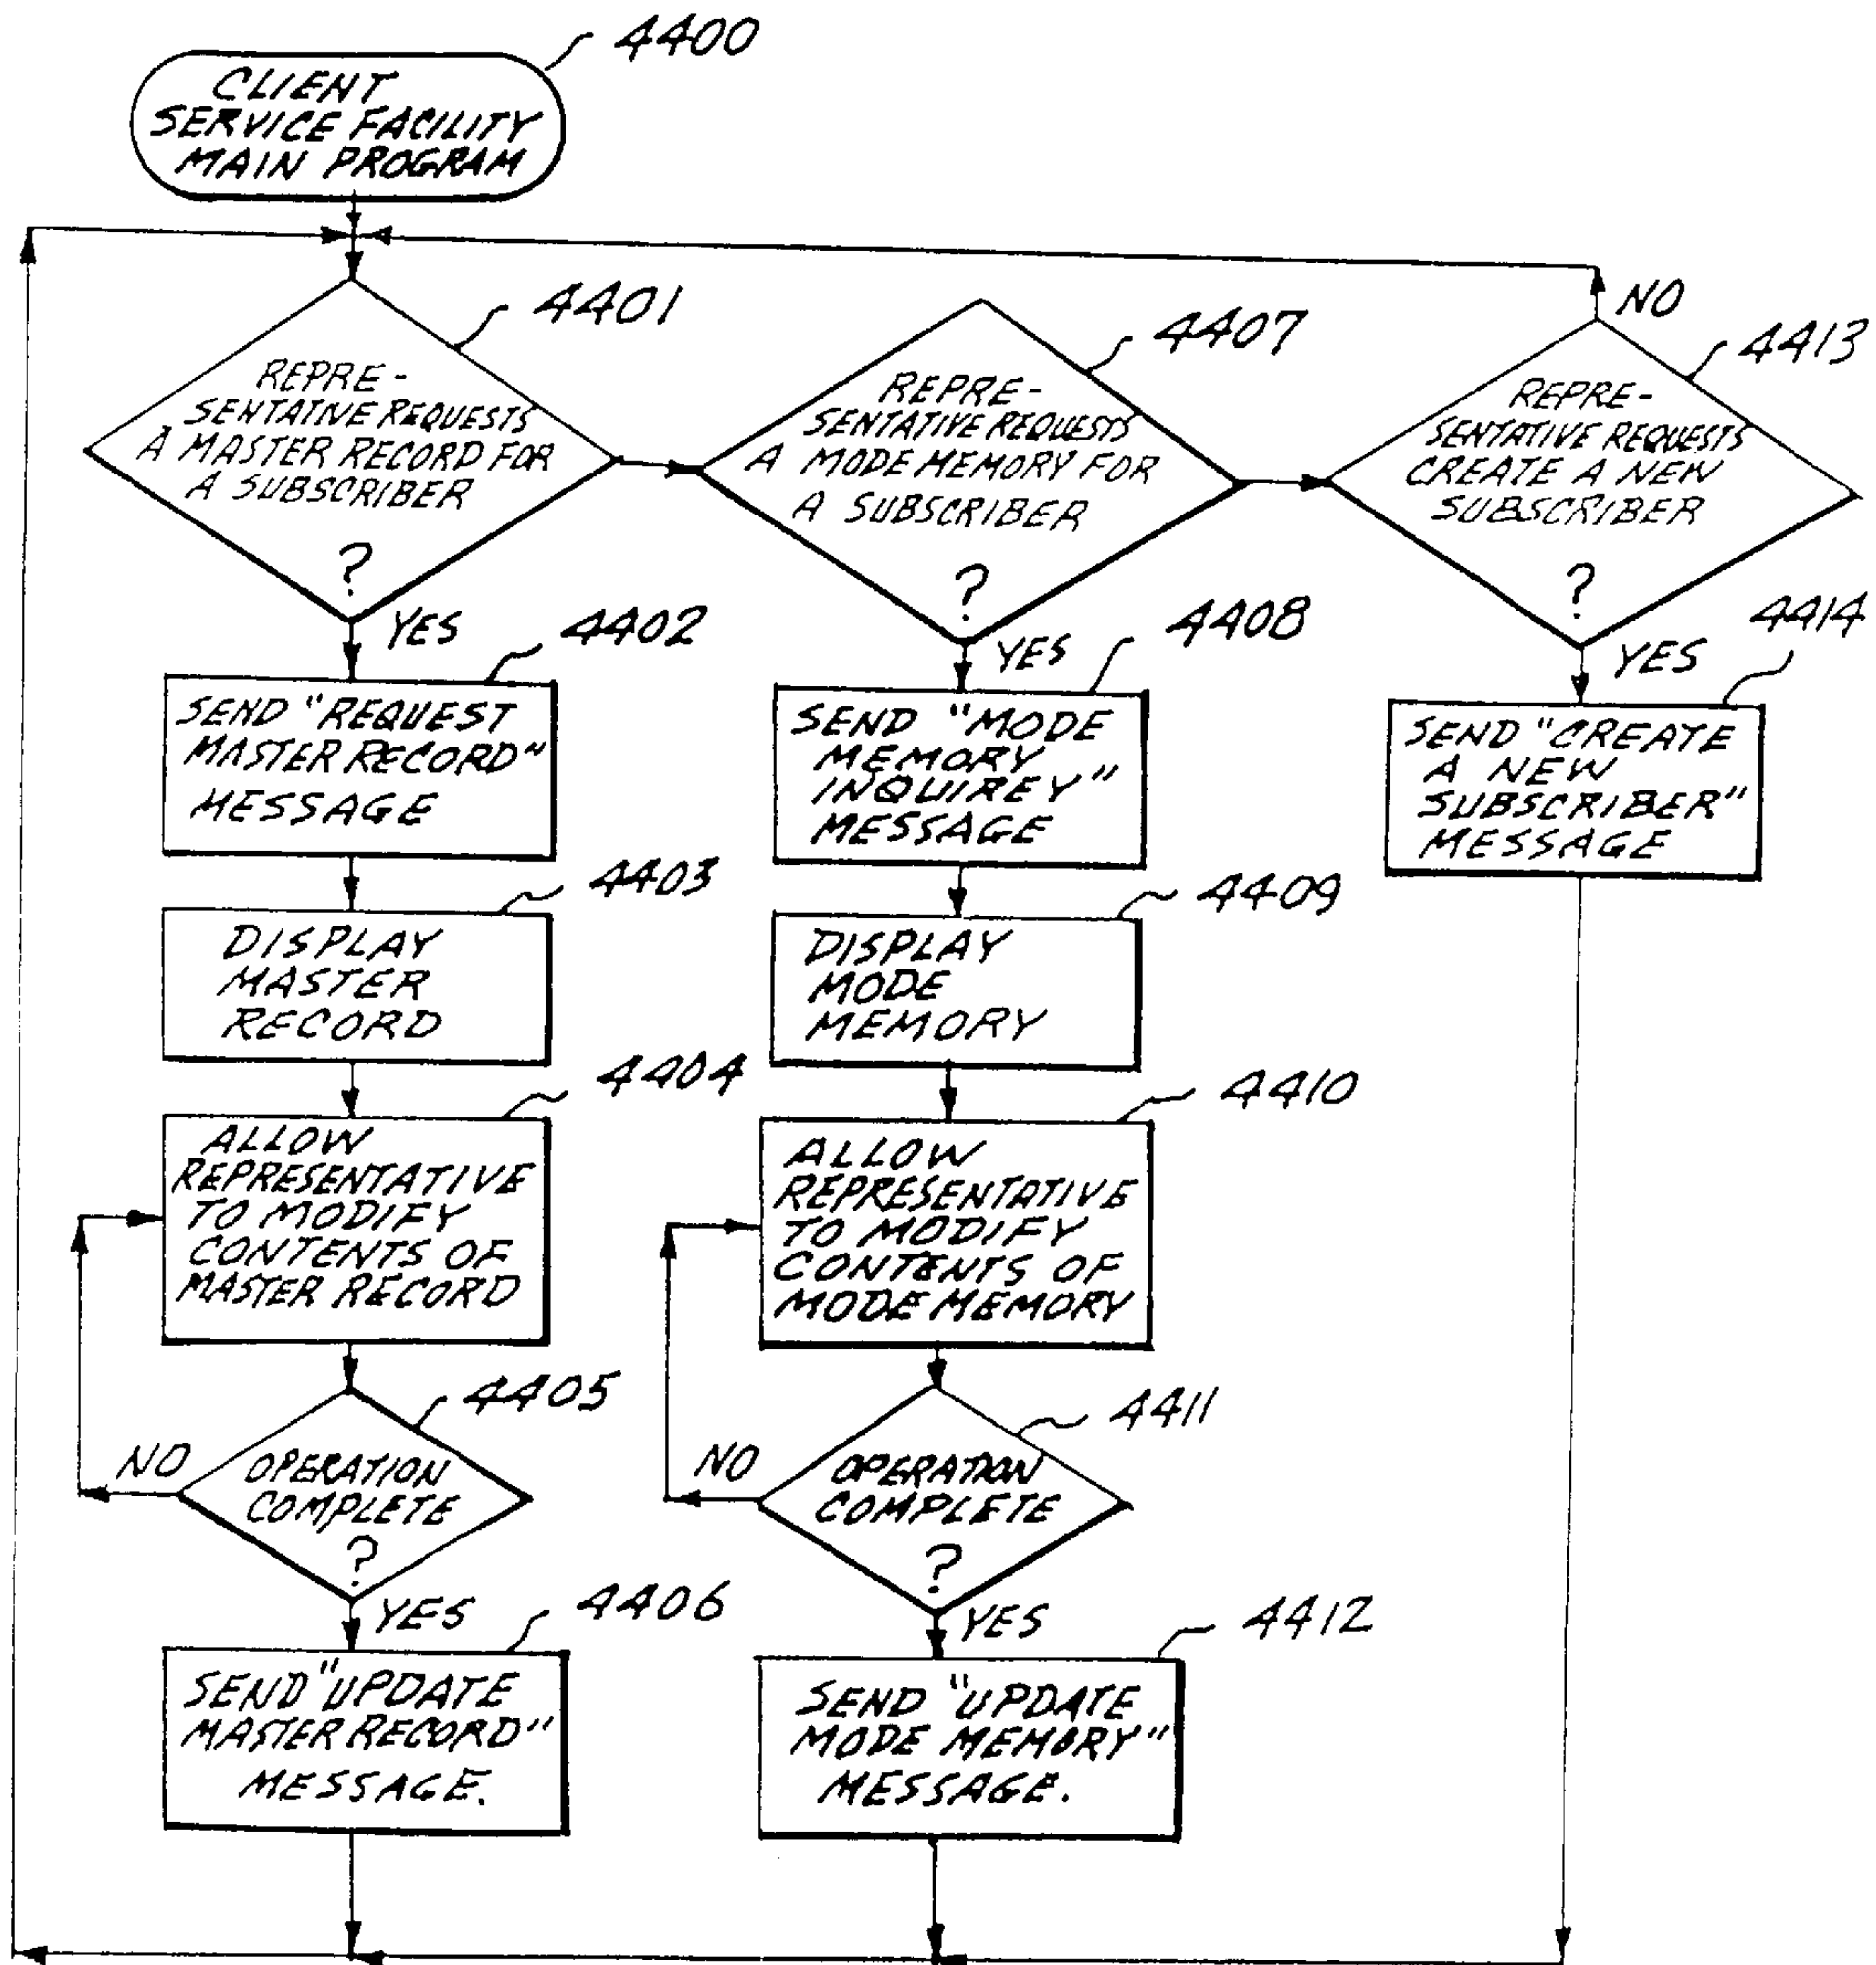 4400
CLIENT
SERVICE FACILITY
MAIN PROGRAM
4401
REPRE-
SENTATIVE REQUESTS
A MASTER RECORD FOR
A SUBSCRIBER
?
YES
4407
REPRE-
SENTATIVE REQUESTS
A MODE MEMORY FOR
A SUBSCRIBER
?
YES
NO
4413
REPRE-
SENTATIVE REQUESTS
CREATE A NEW
SUBSCRIBER
?
YES
4402
SEND "REQUEST
MASTER RECORD"
MESSAGE
4408
SEND "MODE
MEMORY
INQUIREY"
MESSAGE
4414
SEND "CREATE
A NEW
SUBSCRIBER"
MESSAGE
4403
DISPLAY
MASTER
RECORD
4409
DISPLAY
MODE
MEMORY
4404
ALLOW
REPRESENTATIVE
TO MODIFY
CONTENTS OF
MASTER RECORD
4410
ALLOW
REPRESENTATIVE
TO MODIFY
CONTENTS OF
MODE MEMORY
4405
NO
OPERATION
COMPLETE
?
YES
4411
NO
OPERATION
COMPLETE
?
YES
4406
SEND "UPDATE
MASTER RECORD"
MESSAGE.
4412
SEND "UPDATE
MODE MEMORY"
MESSAGE.